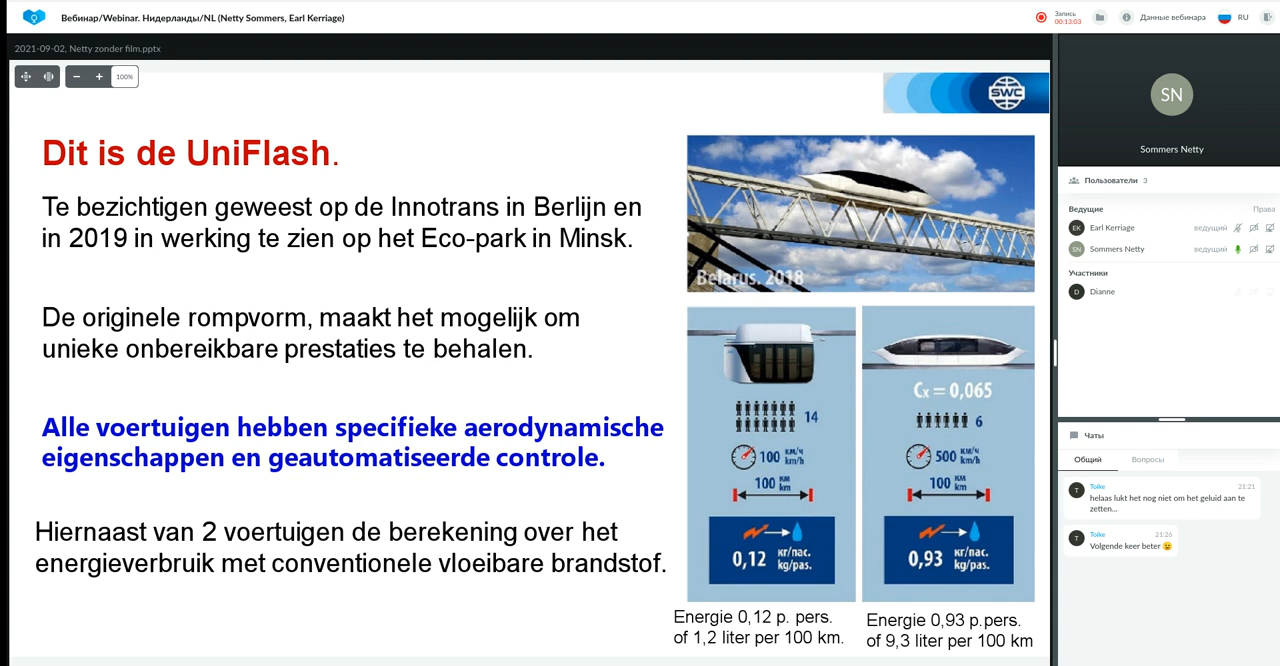 Вебинар/Webinar. Нидерланды/NL (Netty Sommers, Earl Kerriage)
Запись
00:13:03
Данные вебинара
RU
2021-09-02, Netty zonder film.pptx
100%
SWC
Dit is de UniFlash.
Te bezichtigen geweest op de Innotrans in Berlijn en
in 2019 in werking te zien op het Eco-park in Minsk.
De originele rompvorm, maakt het mogelijk om
unieke onbereikbare prestaties te behalen.
Alle voertuigen hebben specifieke aerodynamische
eigenschappen en geautomatiseerde controle.
Hiernaast van 2 voertuigen de berekening over het
energieverbruik met conventionele vloeibare brandstof.
Belarus. 2018
14
100 км/ч
km/h
100 км
km
0,12 кг/пас.
kg/pas.
Cx = 0,065
6
500 км/ч
km/h
100 км
km
0,93 кг/пас.
kg/pas.
Energie 0,12 p. pers.
of 1,2 liter per 100 km.
Energie 0,93 p.pers.
of 9,3 liter per 100 km
SN
Sommers Netty
Пользователи 3
Ведущие Права
EK Earl Kerriage ведущий
SN Sommers Netty ведущий
Участники
D Dianne
Чаты
Общий Вопросы
T Toike 21:21
helaas lukt het nog niet om het geluid aan te
zetten...
T Toike 21:26
Volgende keer beter 😉